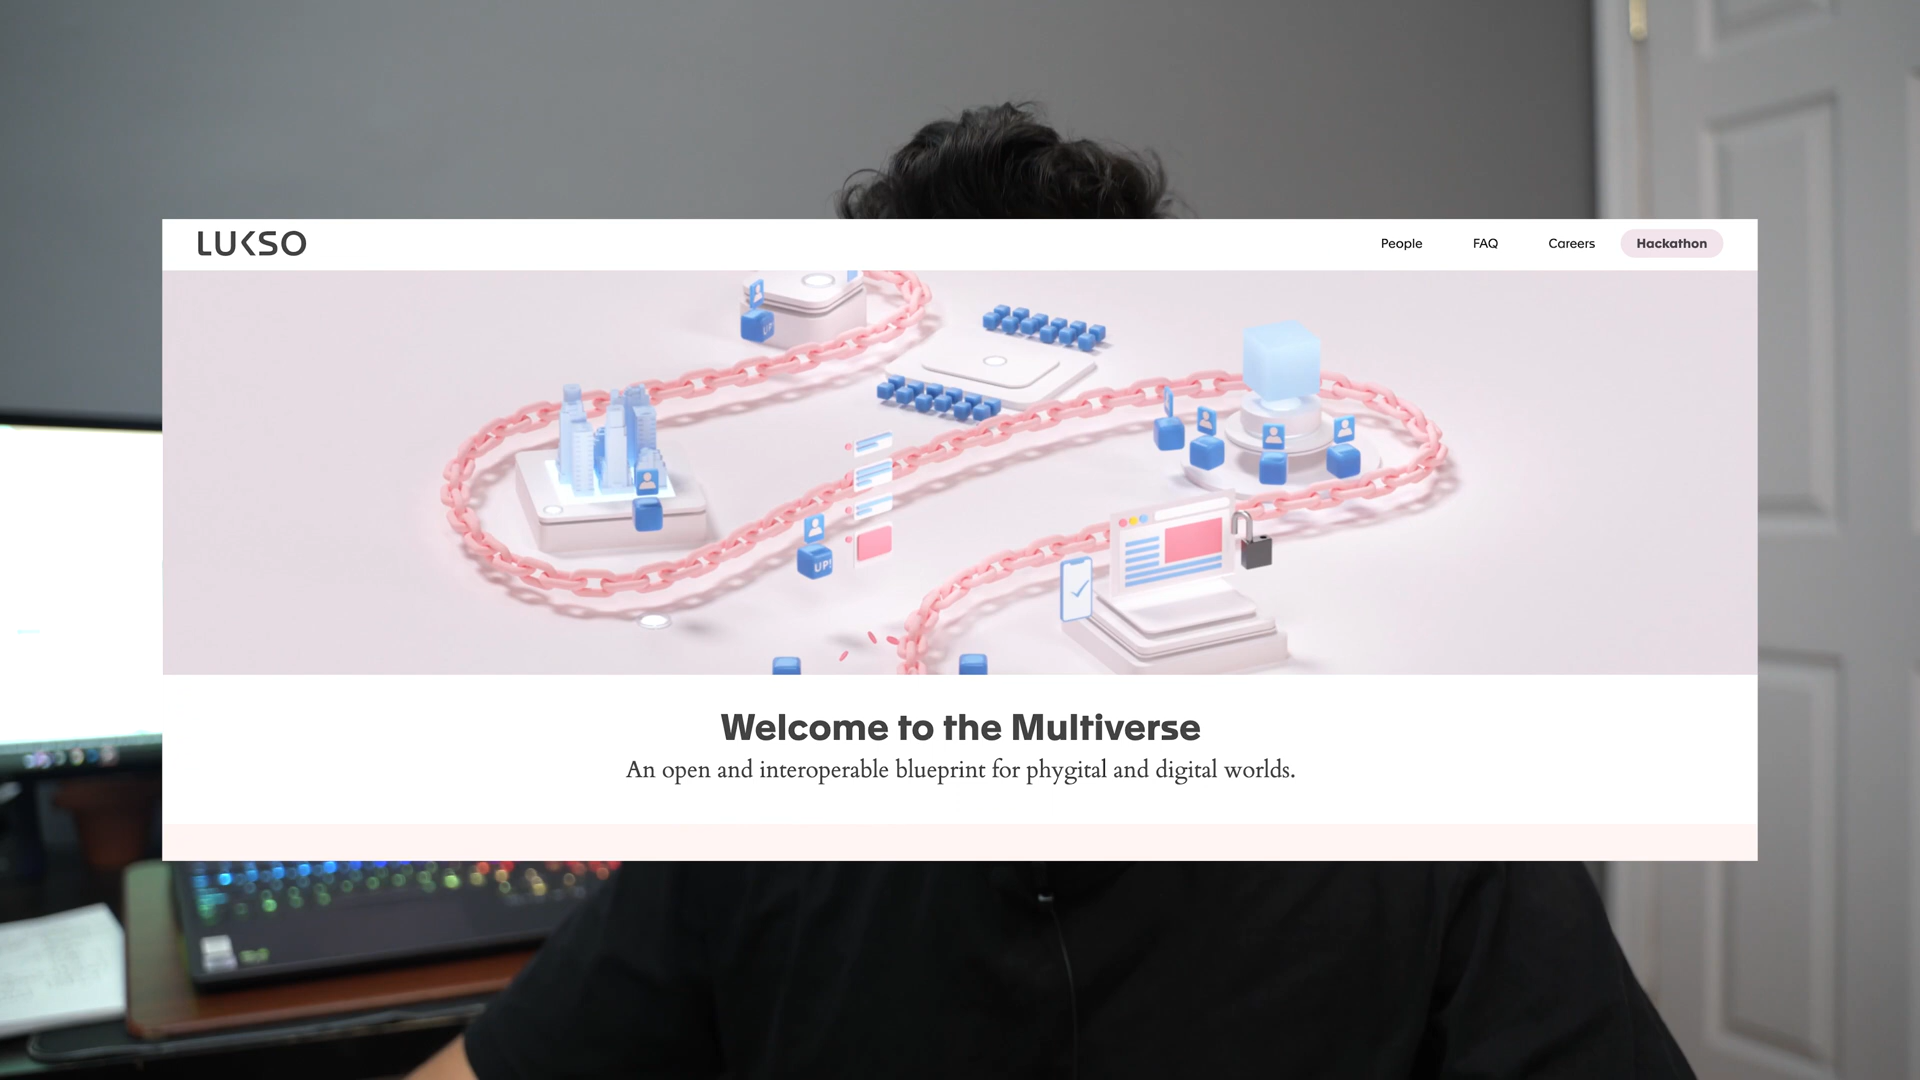 LUKSO
People FAQ Careers Hackathon
UP!
UP!
Welcome to the Multiverse
An open and interoperable blueprint for phygital and digital worlds.